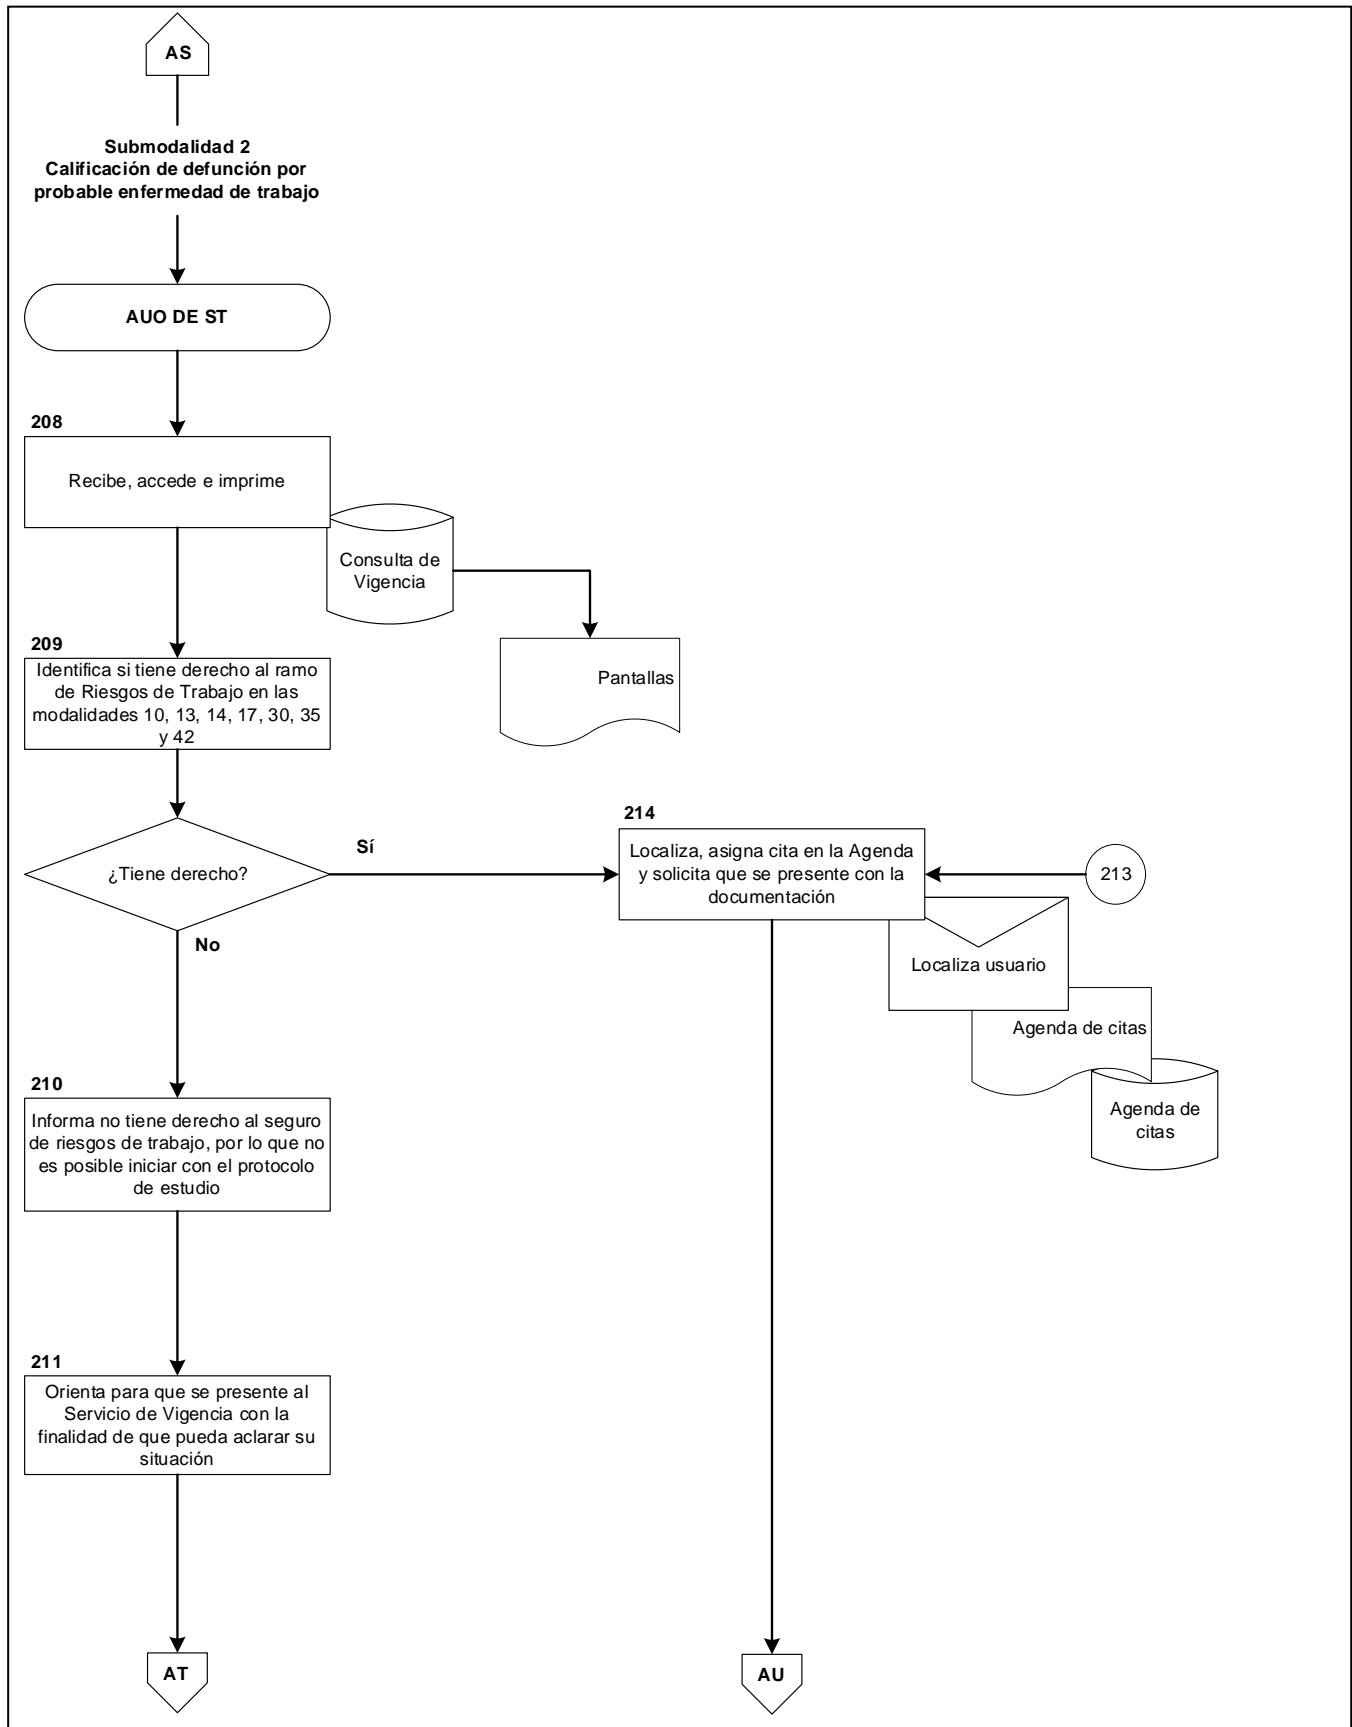 AS
Submodalidad 2
Calificación de defunción por
probable enfermedad de trabajo
AUO DE ST
208
Recibe, accede e imprime
Consulta de
Vigencia
Pantallas
209
Identifica si tiene derecho al ramo
de Riesgos de Trabajo en las
modalidades 10, 13, 14, 17, 30, 35
y 42
¿Tiene derecho?
Sí
No
214
Localiza, asigna cita en la Agenda
y solicita que se presente con la
documentación
213
Localiza usuario
Agenda de citas
Agenda de
citas
210
Informa no tiene derecho al seguro
de riesgos de trabajo, por lo que no
es posible iniciar con el protocolo
de estudio
211
Orienta para que se presente al
Servicio de Vigencia con la
finalidad de que pueda aclarar su
situación
AT
AU